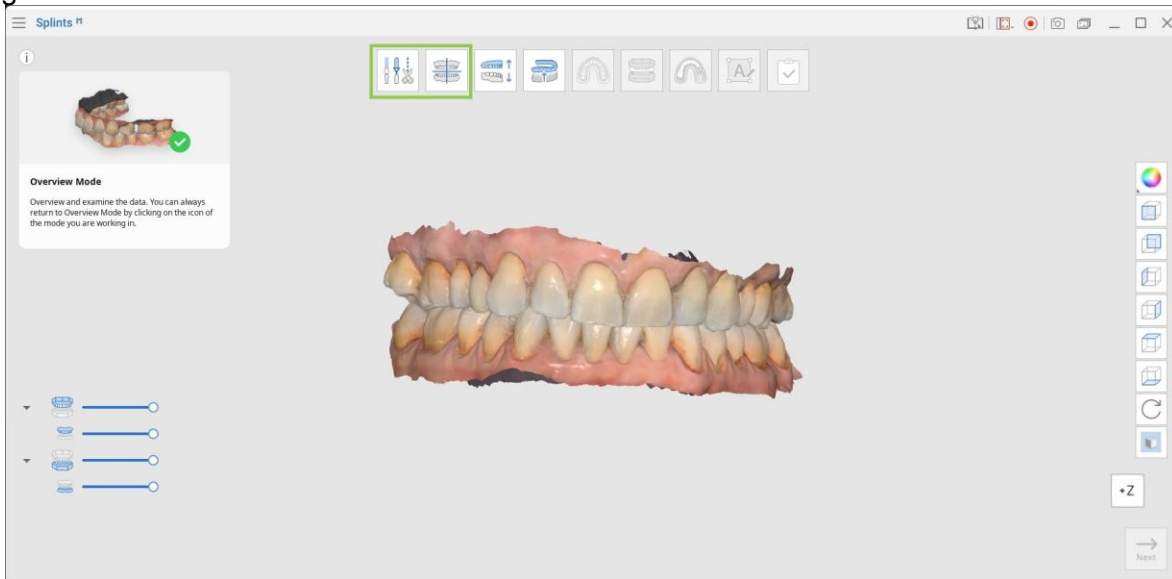 Splints
i
A
Overview Mode
Overview and examine the data. You can always
return to Overview Mode by clicking on the icon of
the mode you are working in.
+Z
Next